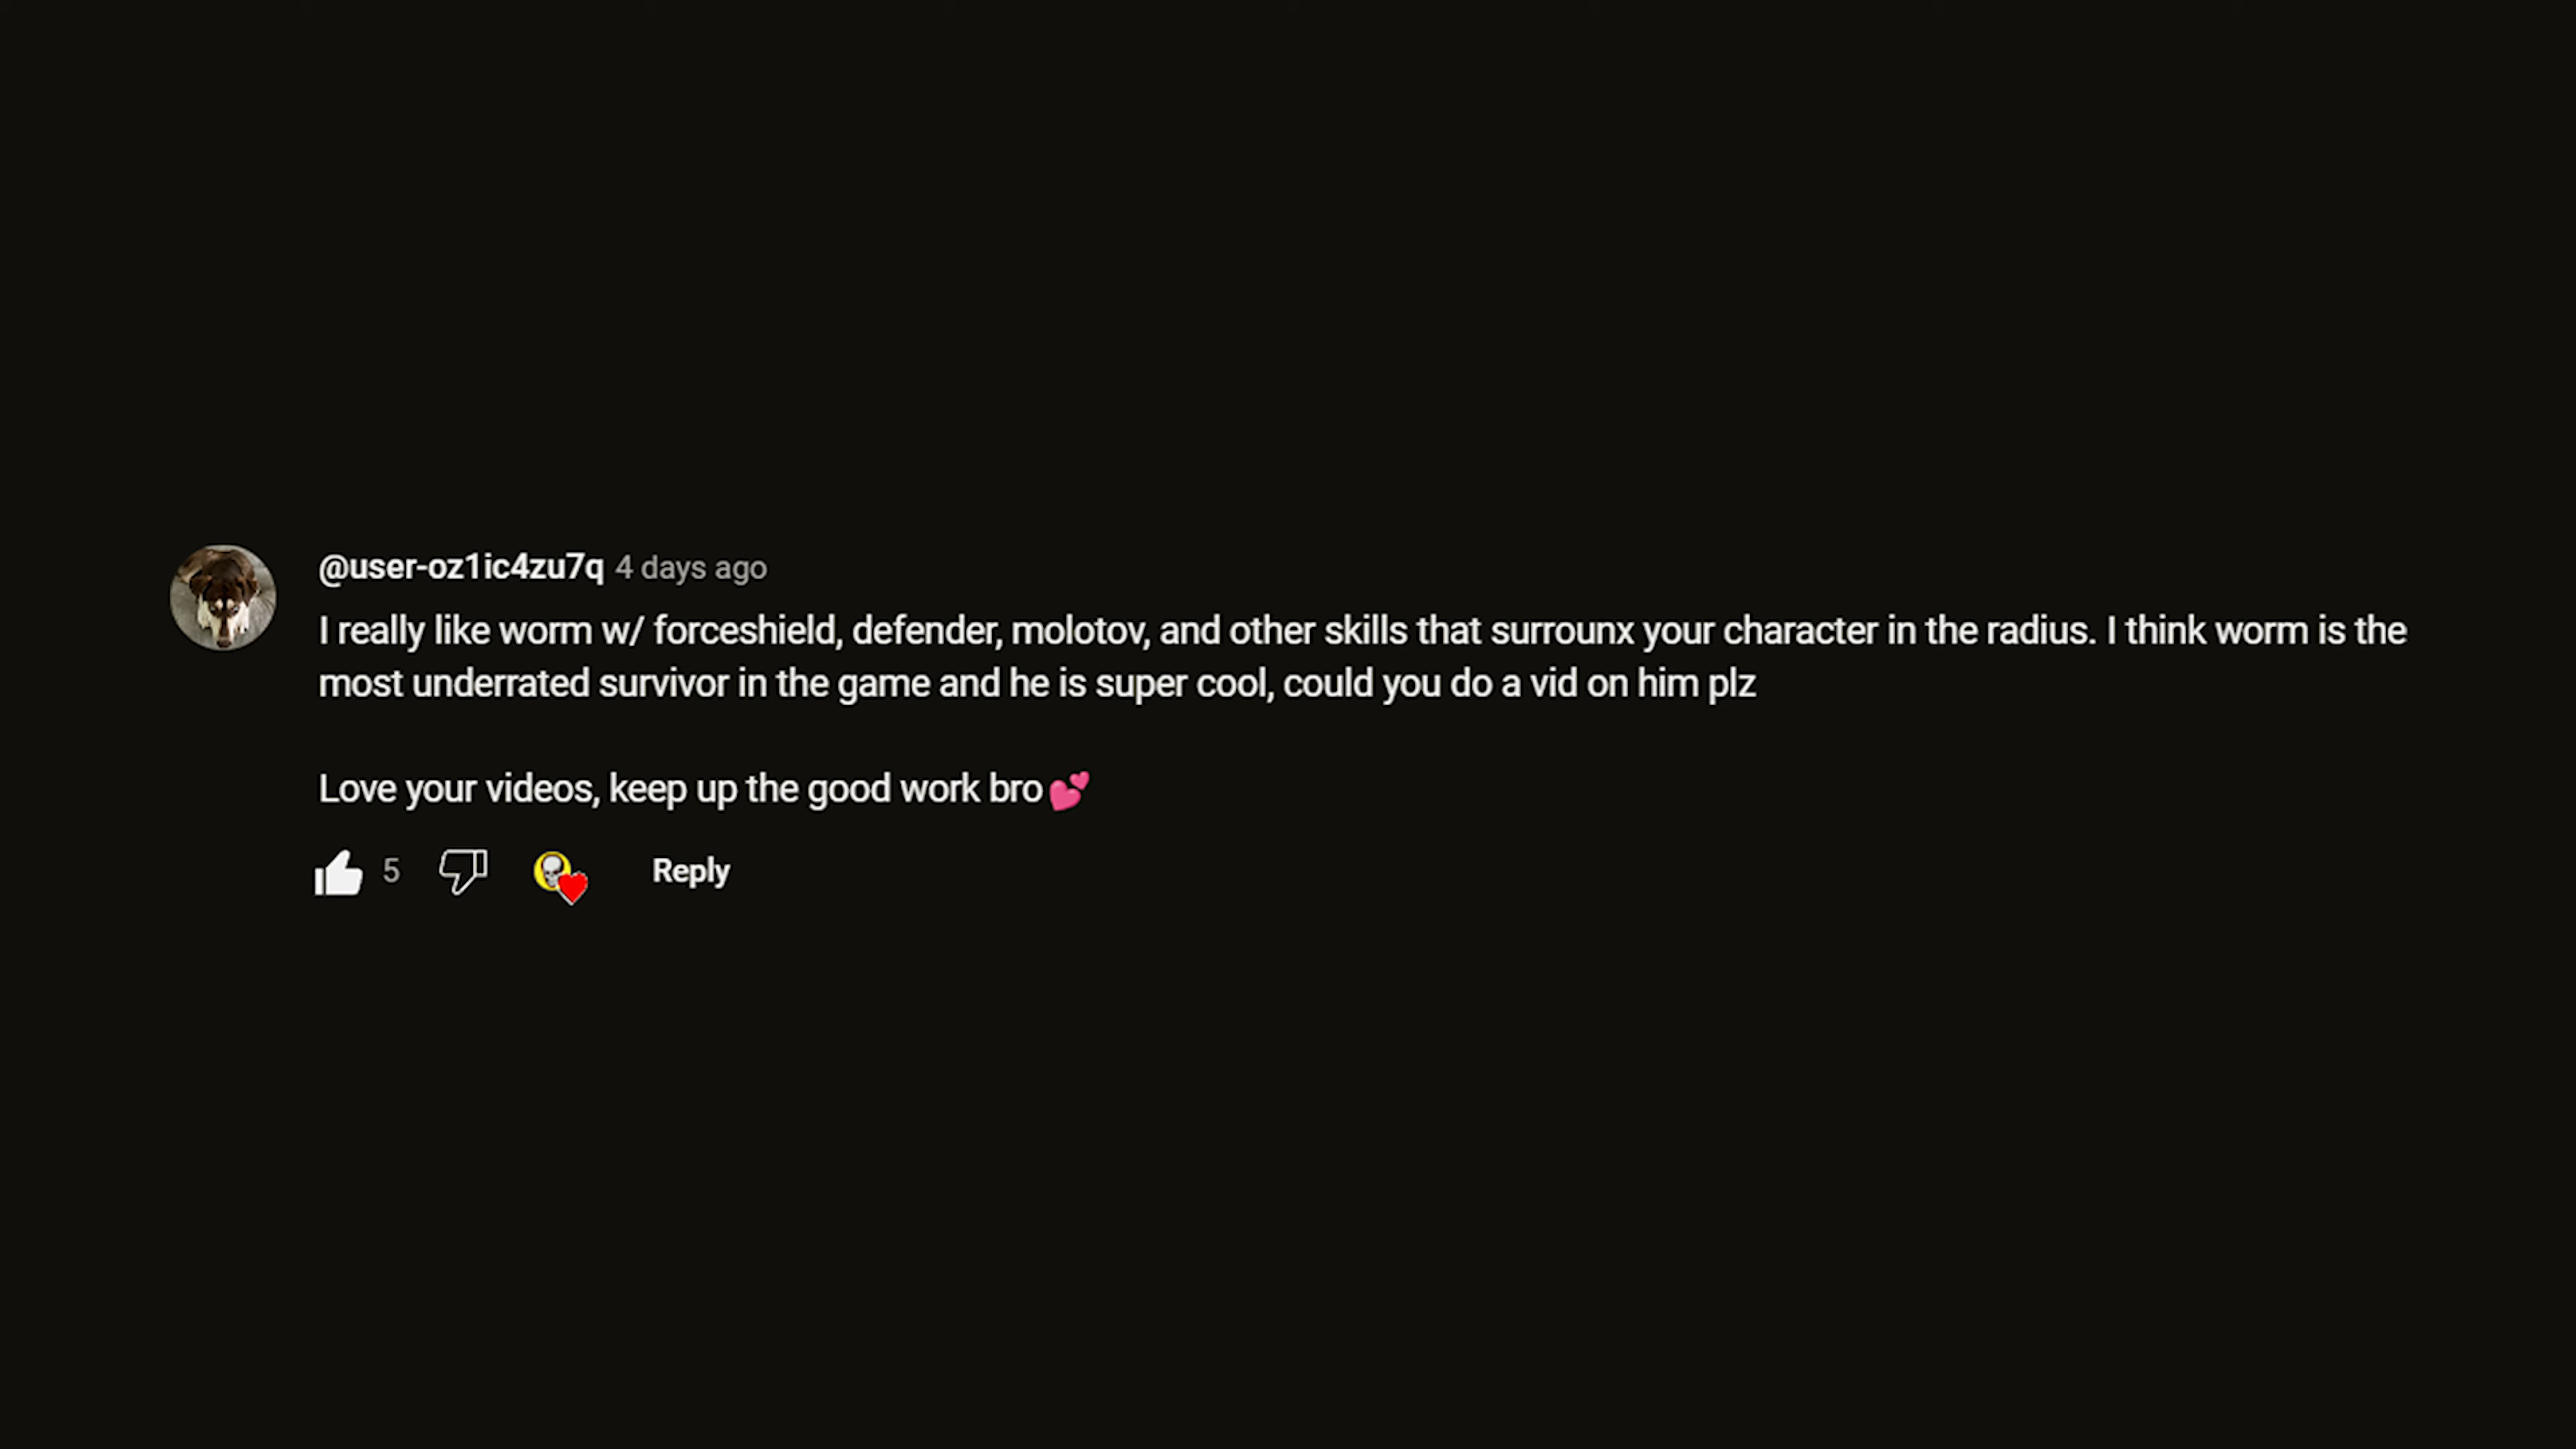 @user-oz1ic4zu7q 4 days ago
I really like worm w/ forceshield, defender, molotov, and other skills that surrounx your character in the radius. I think worm is the
most underrated survivor in the game and he is super cool, could you do a vid on him plz
Love your videos, keep up the good work bro💕
5 Reply